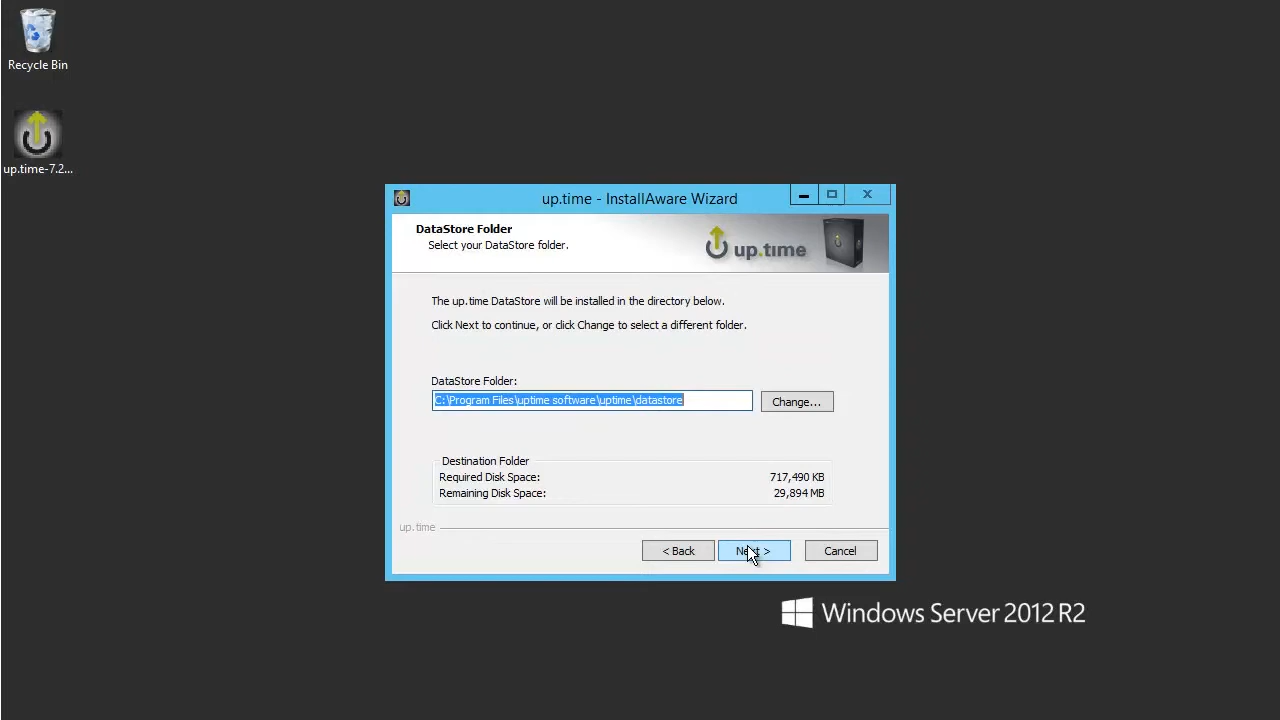 Recycle Bin
up.time-7.2...
up.time - InstallAware Wizard
DataStore Folder
Select your DataStore folder.
up.time
The up.time DataStore will be installed in the directory below.
Click Next to continue, or click Change to select a different folder.
DataStore Folder:
C:\Program Files\uptime software\uptime\datastore
Change...
Destination Folder
Required Disk Space: 717,490 KB
Remaining Disk Space: 29,894 MB
up.time
< Back Next > Cancel
Windows Server 2012 R2